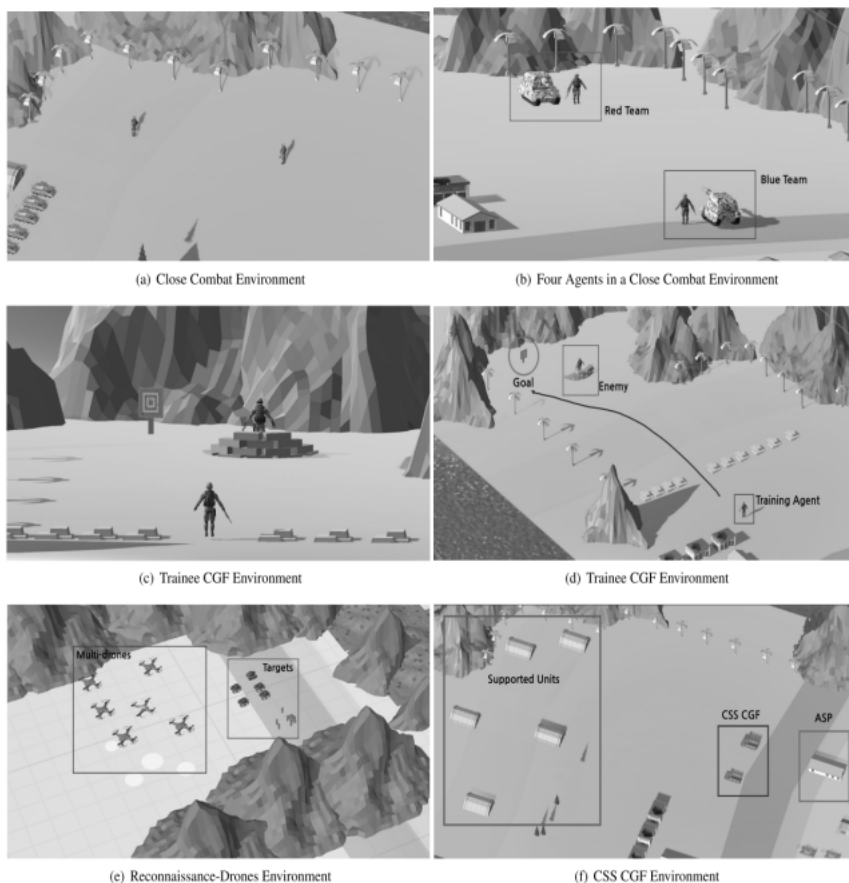 Red Team
Blue Team
(a) Close Combat Environment
(b) Four Agents in a Close Combat Environment
Goal
Enemy
Training Agent
(c) Trainee CGF Environment
(d) Trainee CGF Environment
Multi-drones
Targets
Supported Units
CSS CGF
ASP
(e) Reconnaissance-Drones Environment
(f) CSS CGF Environment